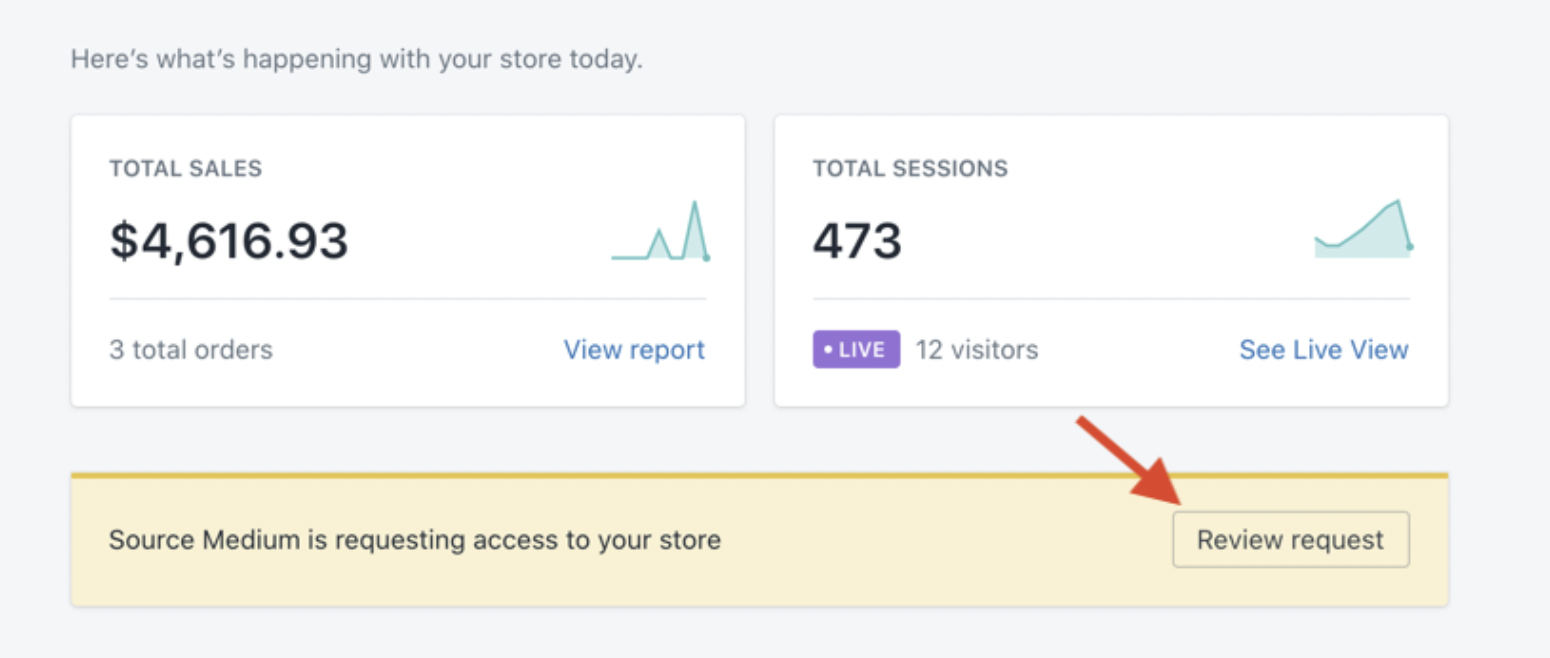 Here’s what’s happening with your store today.
TOTAL SALES
$4,616.93
3 total orders
View report
TOTAL SESSIONS
473
• LIVE
12 visitors
See Live View
Source Medium is requesting access to your store
Review request